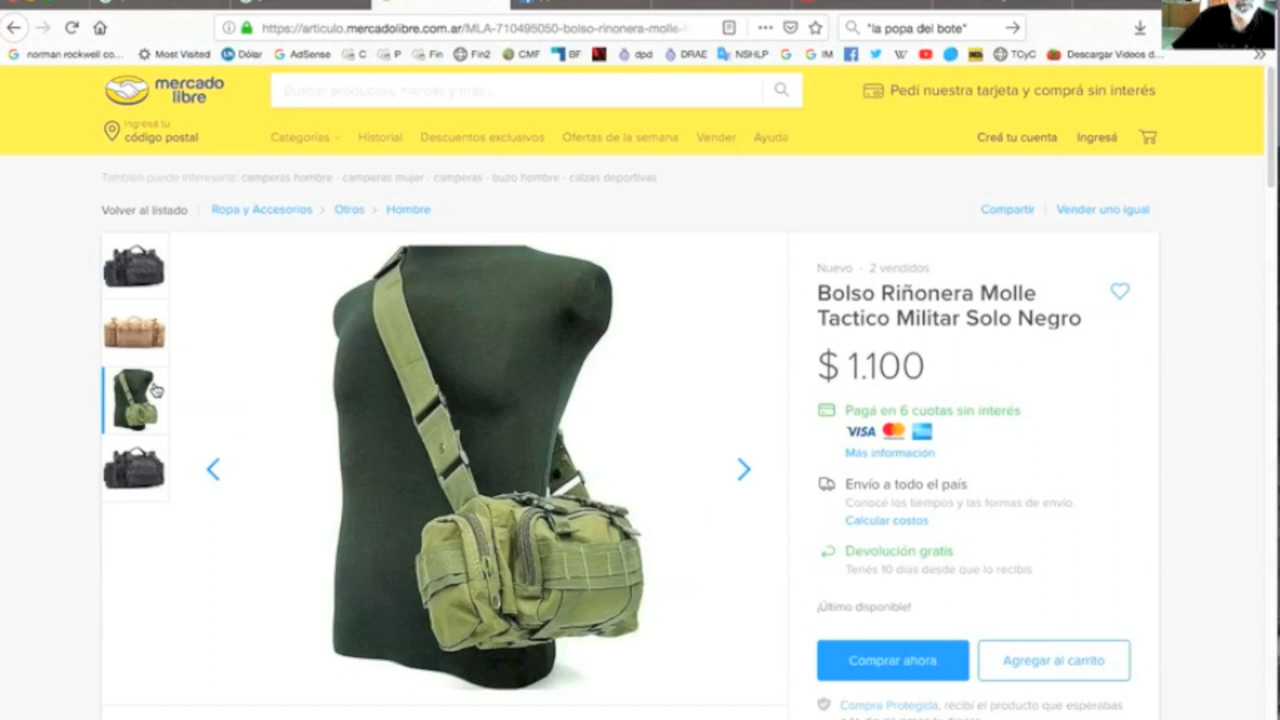 https://articulo.mercadolibre.com.ar/MLA-710495050-bolso-rinonera-molle-
"la popa del bote"
norman rockwell co... Most Visited Dólar AdSense C P Fin Fin2 CMF BF dpd DRAE NSHLP G IM TCyC Descargar Videos d...
mercado
libre
Buscar productos, marcas y más...
Pedí nuestra tarjeta y comprá sin interés
Ingresá tu
código postal
Categorías Historial Descuentos exclusivos Ofertas de la semana Vender Ayuda Creá tu cuenta Ingresá
También puede interesarte: camperas hombre - camperas mujer - camperas - buzo hombre - calzas deportivas
Volver al listado Ropa y Accesorios > Otros > Hombre Compartir Vender uno igual
Nuevo - 2 vendidos
Bolso Riñonera Molle
Tactico Militar Solo Negro
$ 1.100
Pagá en 6 cuotas sin interés
VISA
Más información
Envío a todo el país
Conocé los tiempos y las formas de envío.
Calcular costos
Devolución gratis
Tenés 10 días desde que lo recibís
¡Último disponible!
Comprar ahora Agregar al carrito
Compra Protegida, recibí el producto que esperabas